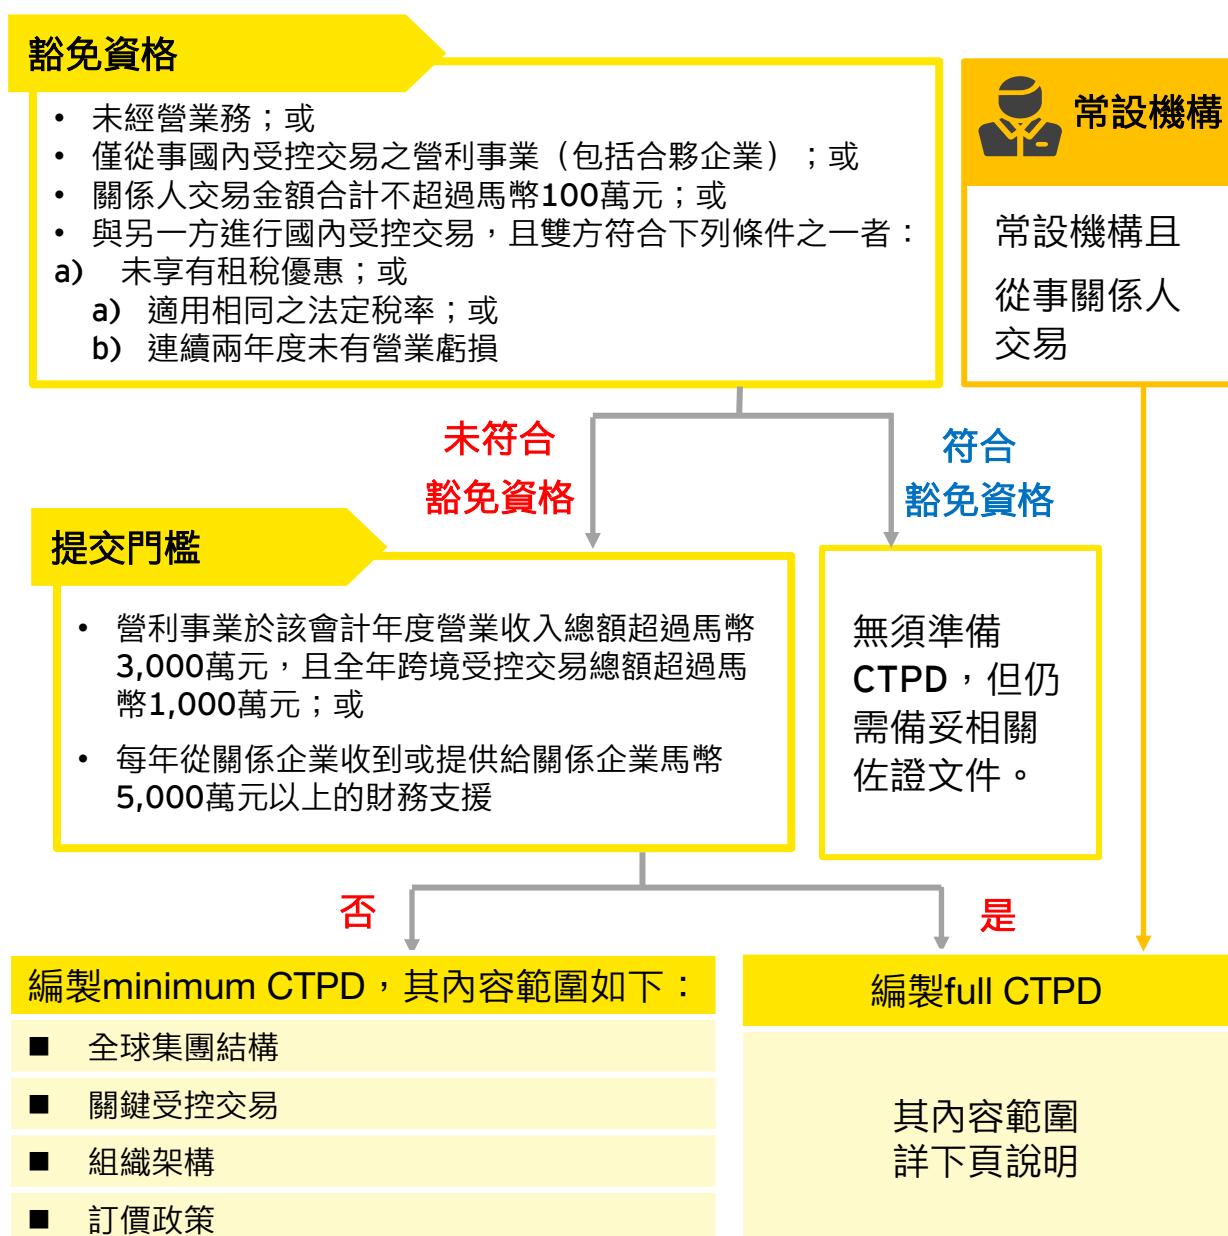 豁免資格
• 未經營業務；或
• 僅從事國內受控交易之營利事業（包括合夥企業）；或
• 關係人交易金額合計不超過馬幣100萬元；或
• 與另一方進行國內受控交易，且雙方符合下列條件之一者：
a) 未享有租稅優惠；或
a) 適用相同之法定稅率；或
b) 連續兩年度未有營業虧損
常設機構
常設機構且
從事關係人
交易
未符合
豁免資格
符合
豁免資格
提交門檻
• 營利事業於該會計年度營業收入總額超過馬幣
3,000萬元，且全年跨境受控交易總額超過馬
幣1,000萬元；或
• 每年從關係企業收到或提供給關係企業馬幣
5,000萬元以上的財務支援
無須準備
CTPD，但仍
需備妥相關
佐證文件。
否
是
編製minimum CTPD，其內容範圍如下：
■ 全球集團結構
■ 關鍵受控交易
■ 組織架構
■ 訂價政策
編製full CTPD
其內容範圍
詳下頁說明